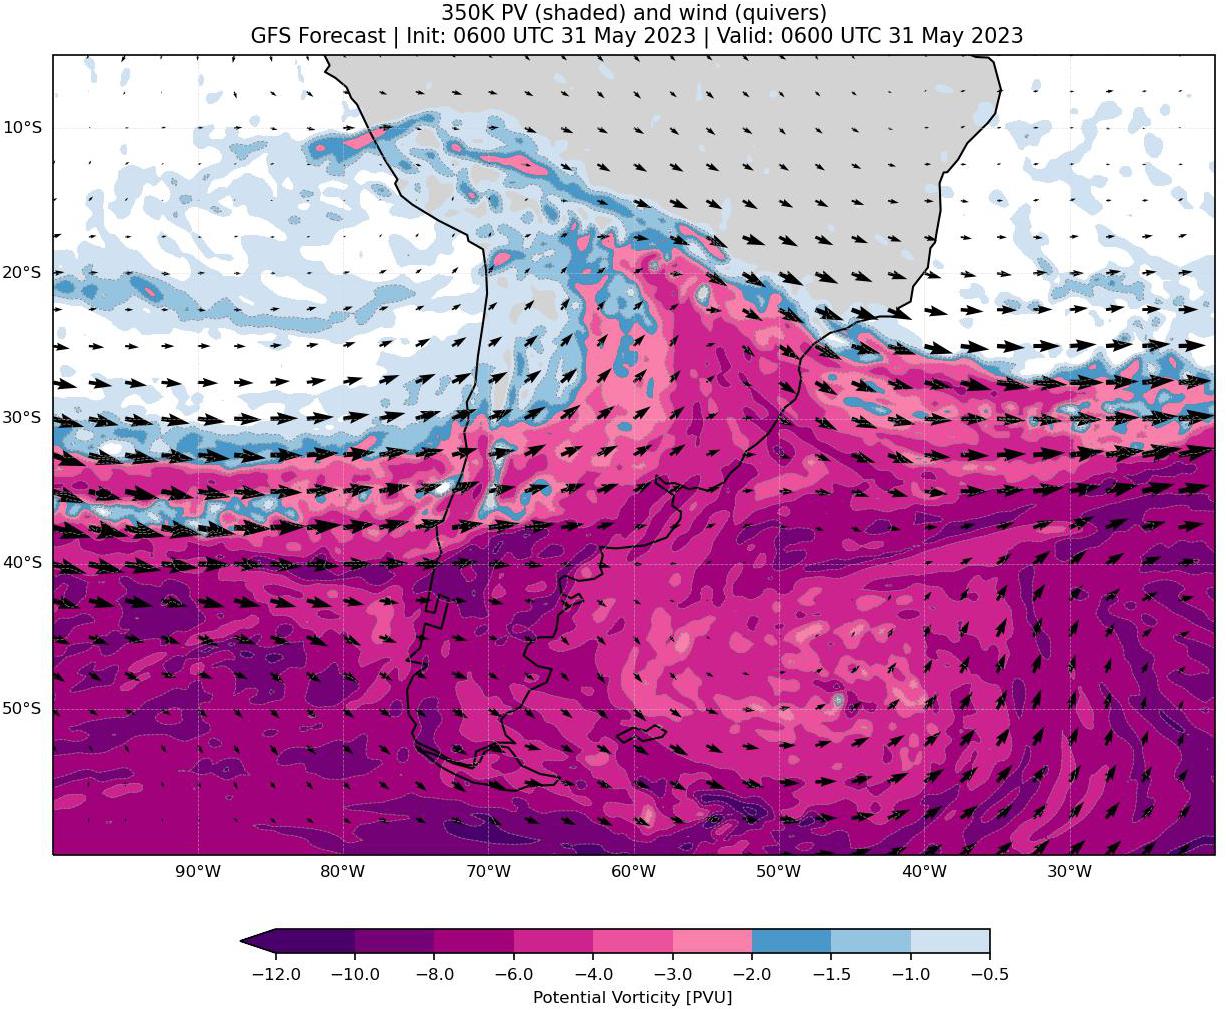 350K PV (shaded) and wind (quivers)
GFS Forecast | Init: 0600 UTC 31 May 2023 | Valid: 0600 UTC 31 May 2023
10°S
20°S
30°S
40°S
50°S
90°W 80°W 70°W 60°W 50°W 40°W 30°W
−12.0 −10.0 −8.0 −6.0 −4.0 −3.0 −2.0 −1.5 −1.0 −0.5
Potential Vorticity [PVU]